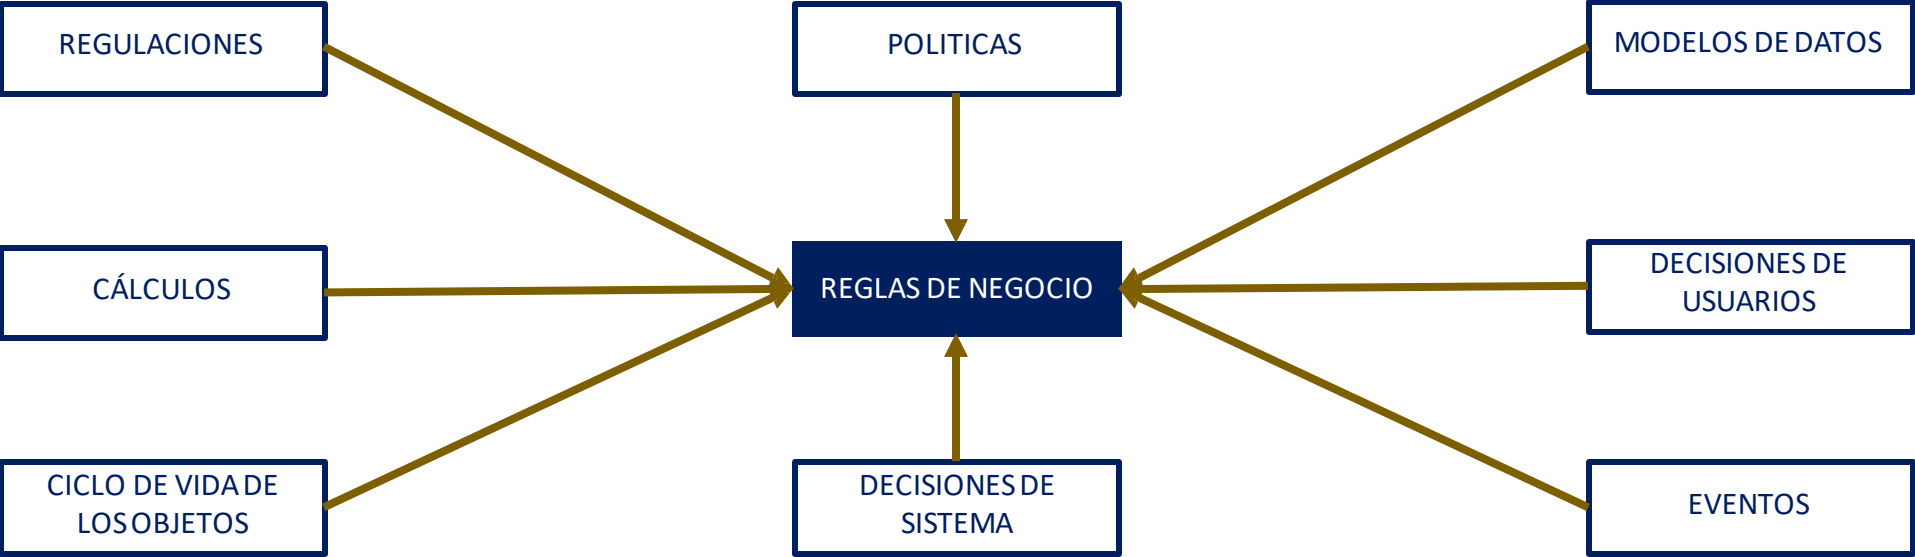 REGULACIONES
POLITICAS
MODELOS DE DATOS
CÁLCULOS
REGLAS DE NEGOCIO
DECISIONES DE
USUARIOS
CICLO DE VIDA DE
LOS OBJETOS
DECISIONES DE
SISTEMA
EVENTOS